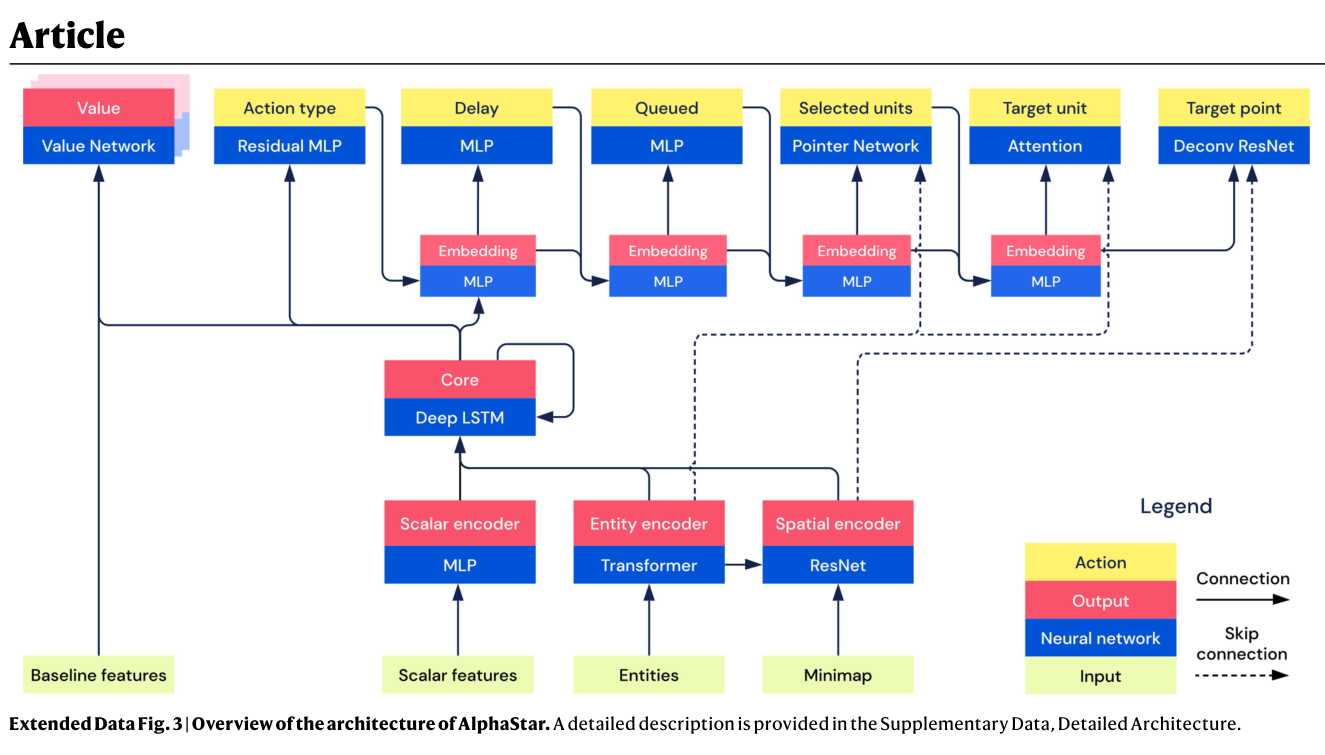 Article
Value
Value Network
Action type
Residual MLP
Delay
MLP
Queued
MLP
Selected units
Pointer Network
Target unit
Attention
Target point
Deconv ResNet
Embedding
MLP
Embedding
MLP
Embedding
MLP
Embedding
MLP
Core
Deep LSTM
Scalar encoder
MLP
Entity encoder
Transformer
Spatial encoder
ResNet
Baseline features
Scalar features
Entities
Minimap
Legend
Action
Output
Neural network
Input
Connection
Skip
connection
Extended Data Fig. 3 | Overview of the architecture of AlphaStar. A detailed description is provided in the Supplementary Data, Detailed Architecture.